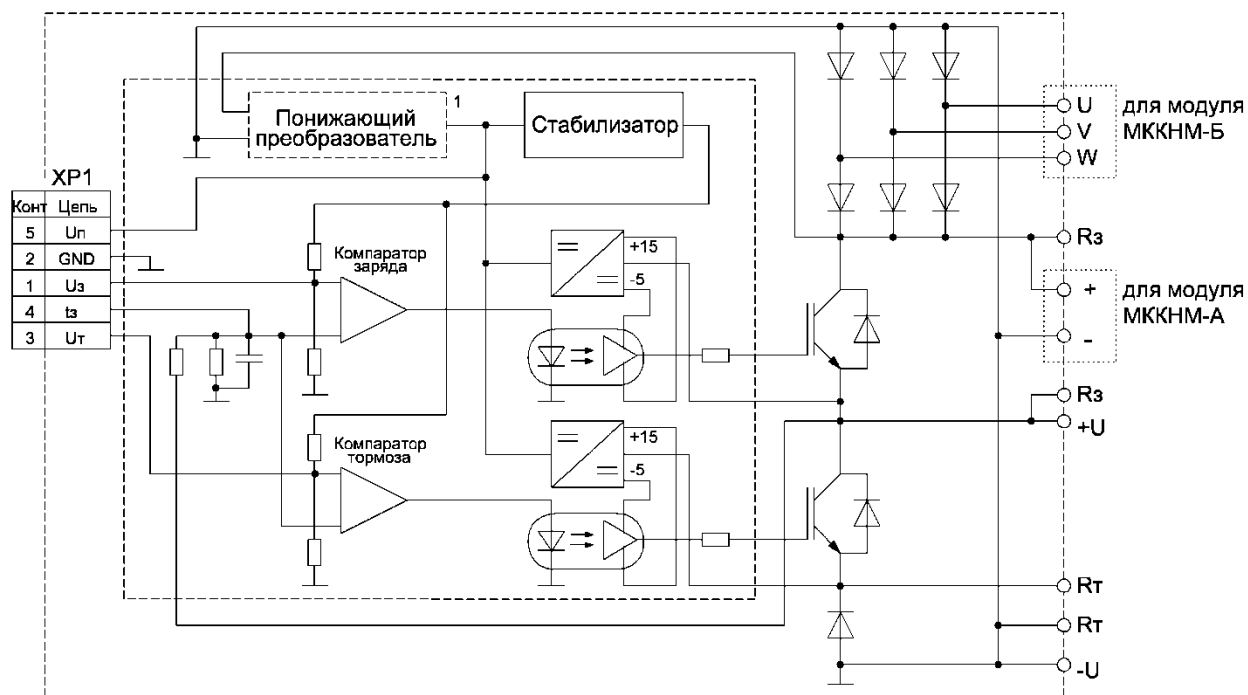 Понижающий
преобразователь
1
Стабилизатор
U
V
W
для модуля
МККНМ-Б
XP1
Конт Цепь
5 Uп
2 GND
1 Uз
4 tз
3 Uт
Компаратор
заряда
+15
-5
Rз
+
-
для модуля
МККНМ-А
Rз
+U
Компаратор
тормоза
+15
-5
Rт
Rт
-U